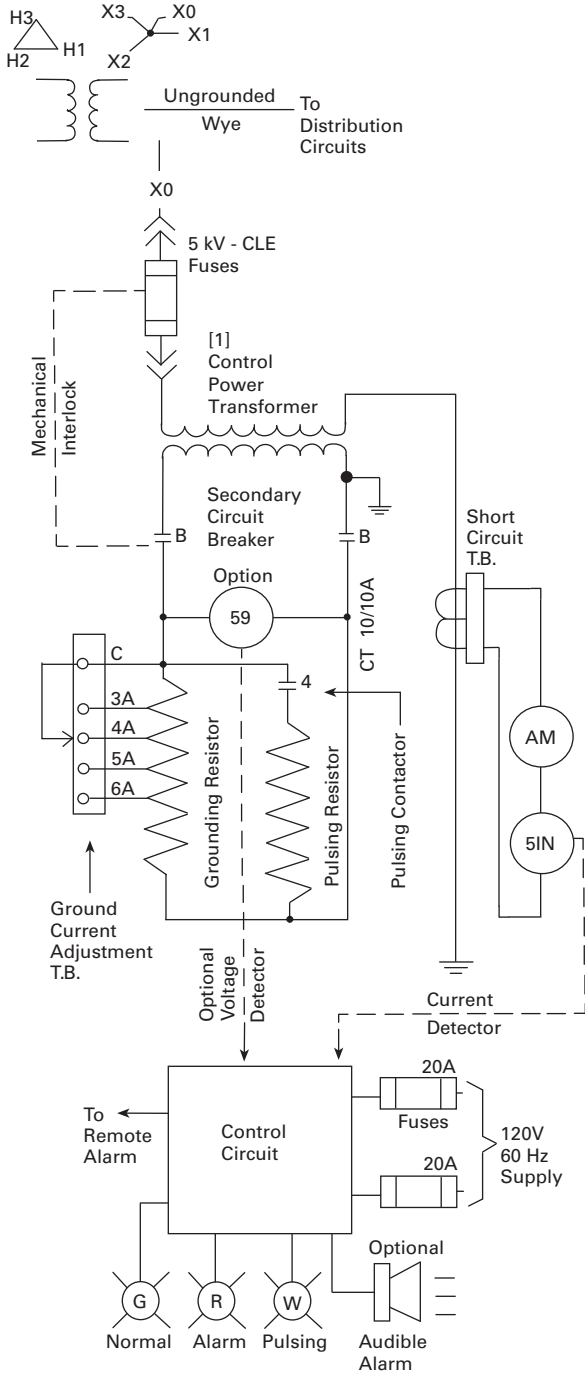 H3
H2
H1
X3
X0
X1
X2
Ungrounded
Wye
To
Distribution
Circuits
X0
5 kV - CLE
Fuses
Mechanical
Interlock
[1]
Control
Power
Transformer
Secondary
Circuit
Breaker
B
B
Option
59
CT 10/10A
Short
Circuit
T.B.
C
3A
4A
5A
6A
4
Grounding Resistor
Pulsing Resistor
Pulsing Contactor
AM
5IN
Ground
Current
Adjustment
T.B.
Optional
Voltage
Detector
Current
Detector
To
Remote
Alarm
Control
Circuit
20A
Fuses
20A
120V
60 Hz
Supply
G
Normal
R
Alarm
W
Pulsing
Optional
Audible
Alarm